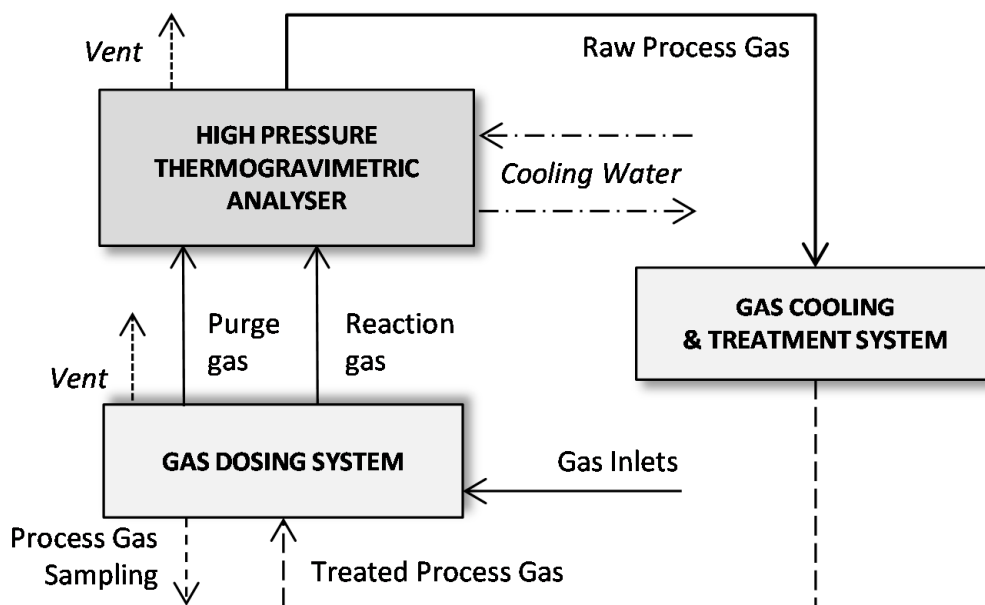 Vent
Raw Process Gas
HIGH PRESSURE
THERMOGRAVIMETRIC
ANALYSER
Cooling Water
Purge
gas
Reaction
gas
GAS COOLING
& TREATMENT SYSTEM
Vent
GAS DOSING SYSTEM
Gas Inlets
Process Gas
Sampling
Treated Process Gas